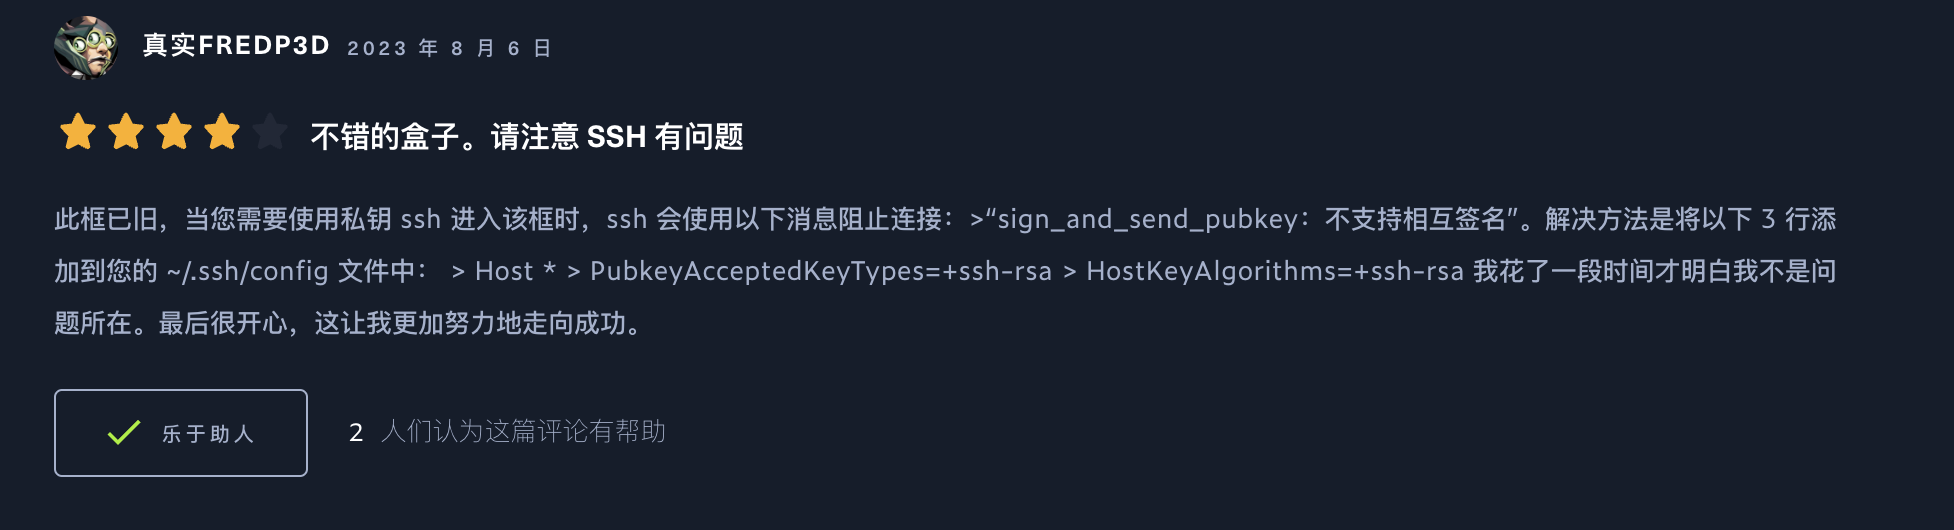 真实FREDP3D 2023 年 8 月 6 日
不错的盒子。请注意 SSH 有问题
此框已旧，当您需要使用私钥 ssh 进入该框时，ssh 会使用以下消息阻止连接：>“sign_and_send_pubkey：不支持相互签名”。解决方法是将以下 3 行添
加到您的 ~/.ssh/config 文件中： > Host * > PubkeyAcceptedKeyTypes=+ssh-rsa > HostKeyAlgorithms=+ssh-rsa 我花了一段时间才明白我不是问
题所在。最后很开心，这让我更加努力地走向成功。
乐于助人 2 人们认为这篇评论有帮助